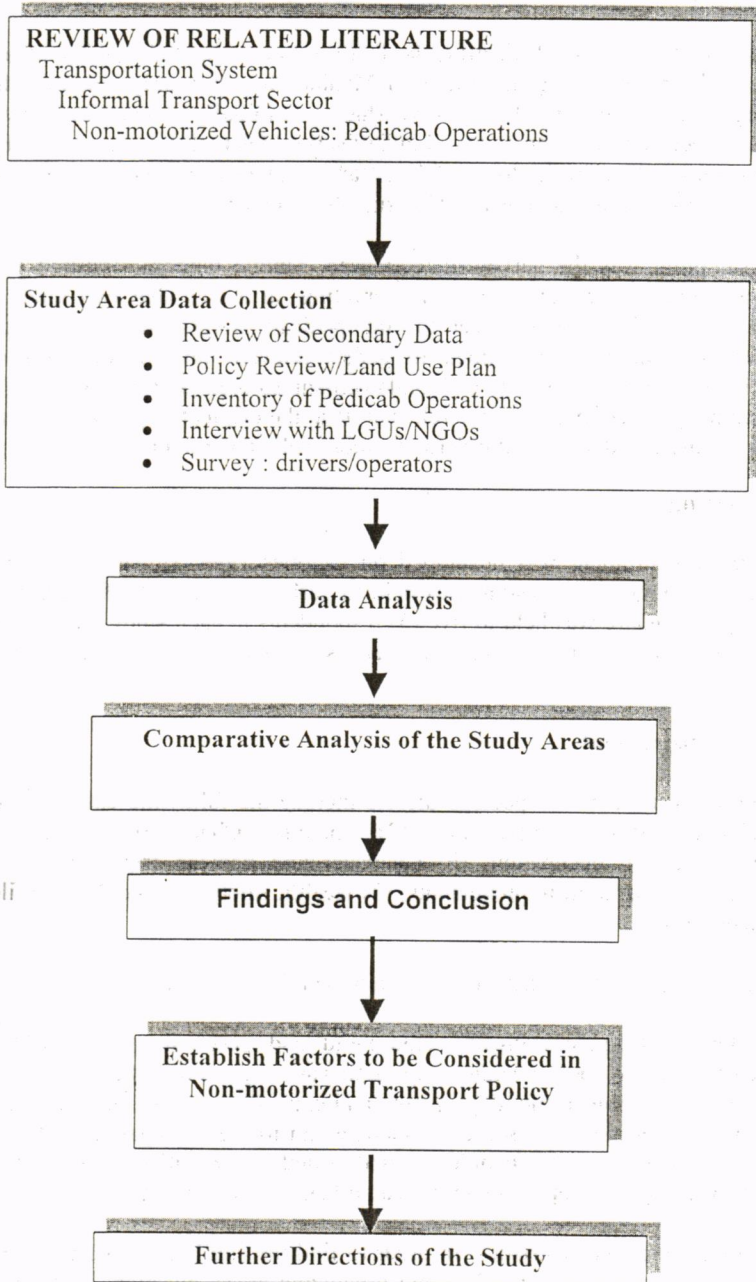 REVIEW OF RELATED LITERATURE
Transportation System
Informal Transport Sector
Non-motorized Vehicles: Pedicab Operations
Study Area Data Collection
• Review of Secondary Data
• Policy Review/Land Use Plan
• Inventory of Pedicab Operations
• Interview with LGUs/NGOs
• Survey : drivers/operators
Data Analysis
Comparative Analysis of the Study Areas
Findings and Conclusion
Establish Factors to be Considered in
Non-motorized Transport Policy
Further Directions of the Study